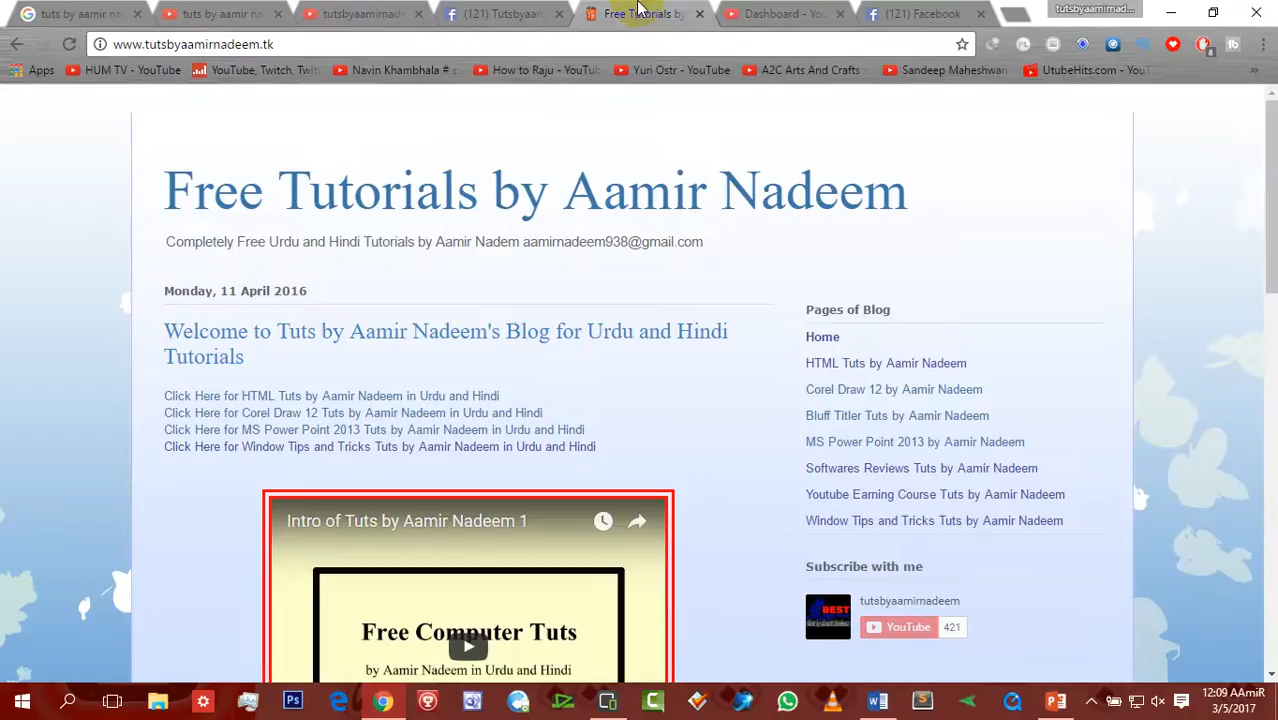 tuts by aamir nadeem
tuts by aamir nadeem
tutsbyaamirnade
(121) Tutsbyaam
Free Tutorials by
Dashboard - You
(121) Facebook
tutsbyaamirnad...
www.tutsbyaamirnadeem.tk
Apps
HUM TV - YouTube
YouTube, Twitch, Twit
Navin Khambhala # c
How to Raju - YouTu
Yuri Ostr - YouTube
A2C Arts And Crafts
Sandeep Maheshwar
UtubeHits.com - You
Free Tutorials by Aamir Nadeem
Completely Free Urdu and Hindi Tutorials by Aamir Nadem aamirnadeem938@gmail.com
Monday, 11 April 2016
Welcome to Tuts by Aamir Nadeem's Blog for Urdu and Hindi
Tutorials
Click Here for HTML Tuts by Aamir Nadeem in Urdu and Hindi
Click Here for Corel Draw 12 Tuts by Aamir Nadeem in Urdu and Hindi
Click Here for MS Power Point 2013 Tuts by Aamir Nadeem in Urdu and Hindi
Click Here for Window Tips and Tricks Tuts by Aamir Nadeem in Urdu and Hindi
Intro of Tuts by Aamir Nadeem 1
Free Computer Tuts
by Aamir Nadeem in Urdu and Hindi
Pages of Blog
Home
HTML Tuts by Aamir Nadeem
Corel Draw 12 by Aamir Nadeem
Bluff Titler Tuts by Aamir Nadeem
MS Power Point 2013 by Aamir Nadeem
Softwares Reviews Tuts by Aamir Nadeem
Youtube Earning Course Tuts by Aamir Nadeem
Window Tips and Tricks Tuts by Aamir Nadeem
Subscribe with me
BEST
tutsbyaamirnadeem
YouTube 421
12:09 AAmiR
3/5/2017